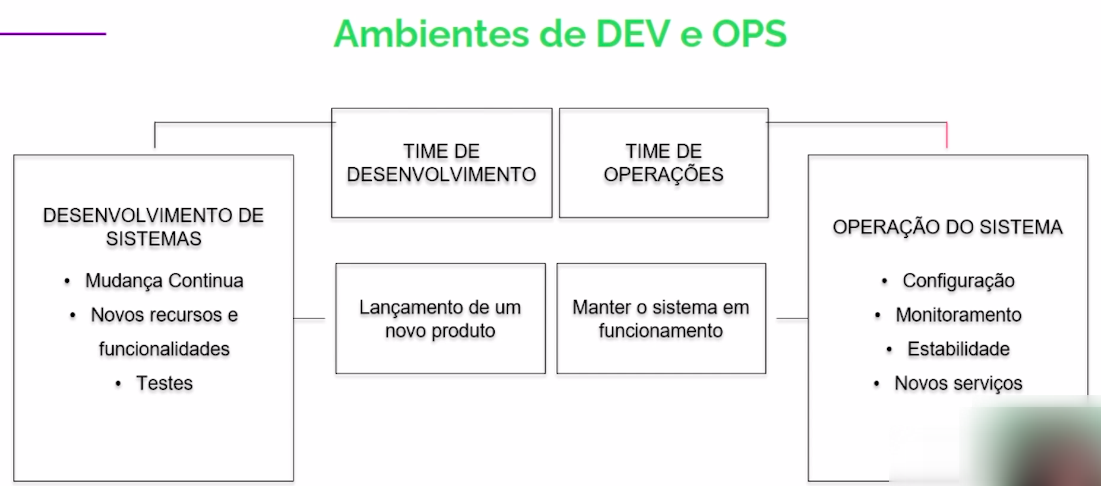 Ambientes de DEV e OPS
TIME DE
DESENVOLVIMENTO
TIME DE
OPERAÇÕES
DESENVOLVIMENTO DE
SISTEMAS
• Mudança Continua
• Novos recursos e
funcionalidades
• Testes
Lançamento de um
novo produto
Manter o sistema em
funcionamento
OPERAÇÃO DO SISTEMA
• Configuração
• Monitoramento
• Estabilidade
• Novos serviços